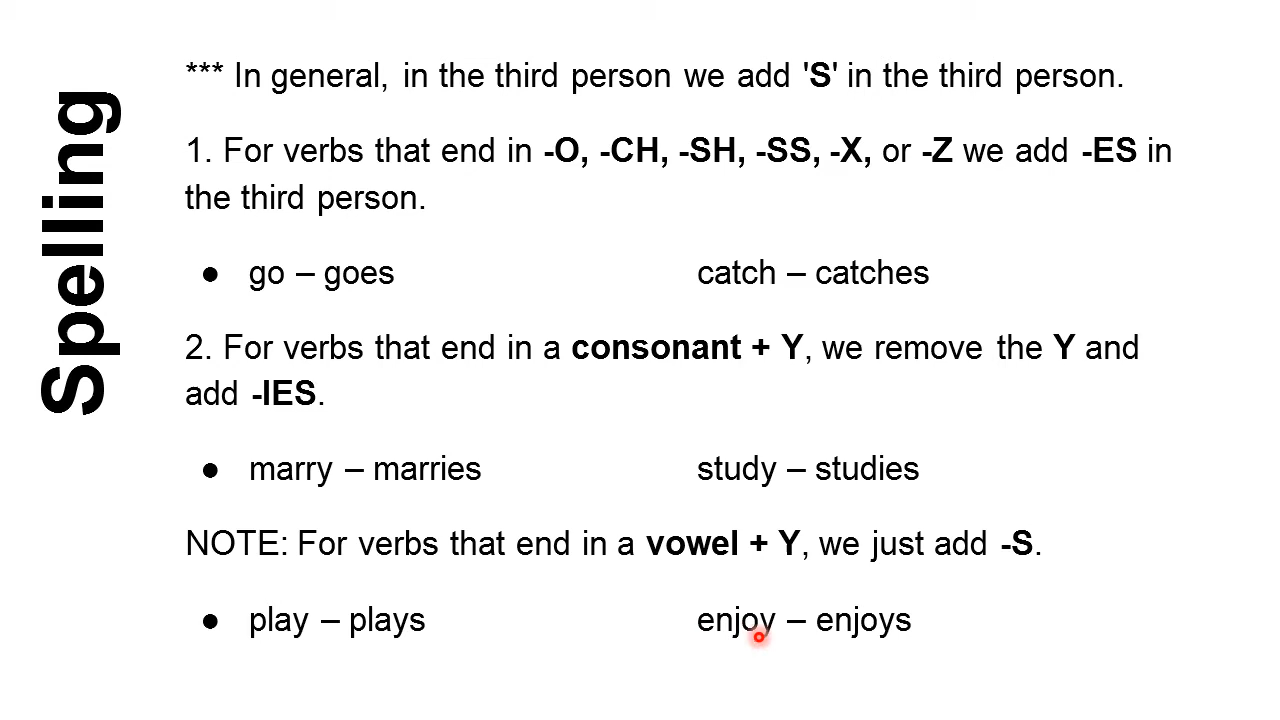 Spelling
*** In general, in the third person we add 'S' in the third person.
1. For verbs that end in -O, -CH, -SH, -SS, -X, or -Z we add -ES in
the third person.
● go – goes catch – catches
2. For verbs that end in a consonant + Y, we remove the Y and
add -IES.
● marry – marries study – studies
NOTE: For verbs that end in a vowel + Y, we just add -S.
● play – plays enjoy – enjoys